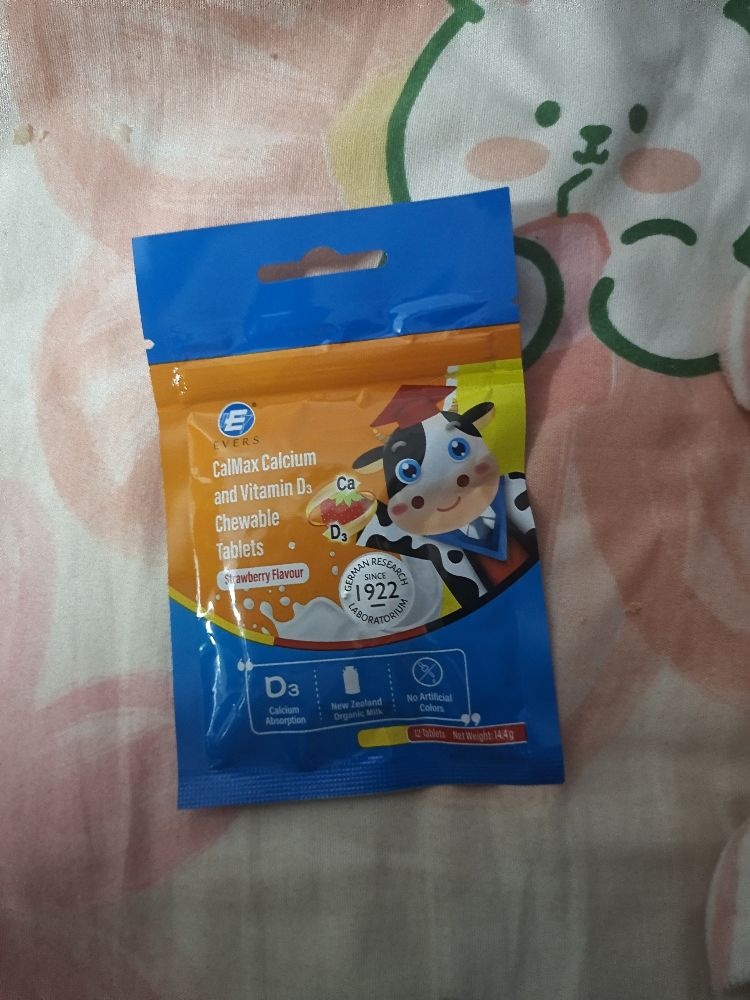 E
EVERS
CalMax Calcium
and Vitamin D₃
Chewable
Tablets
Strawberry Flavour
Ca
D₃
GERMAN RESEARCH
SINCE
1922
LABORATORIUM
D₃
Calcium
Absorption
New Zealand
Organic Milk
No Artificial
Colors
12 Tablets Net Weight: 14.4g